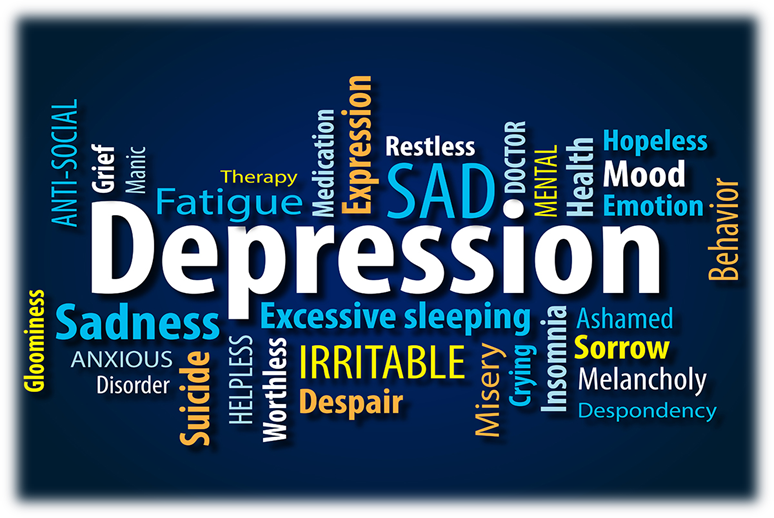 ANTI-SOCIAL
Grief
Manic
Therapy
Fatigue
Medication
Expression
Restless
SAD
DOCTOR
MENTAL
Health
Hopeless
Mood
Emotion
Behavior
Depression
Gloominess
Sadness
ANXIOUS
Disorder
Suicide
HELPLESS
Worthless
Excessive sleeping
IRRITABLE
Despair
Misery
Crying
Insomnia
Ashamed
Sorrow
Melancholy
Despondency